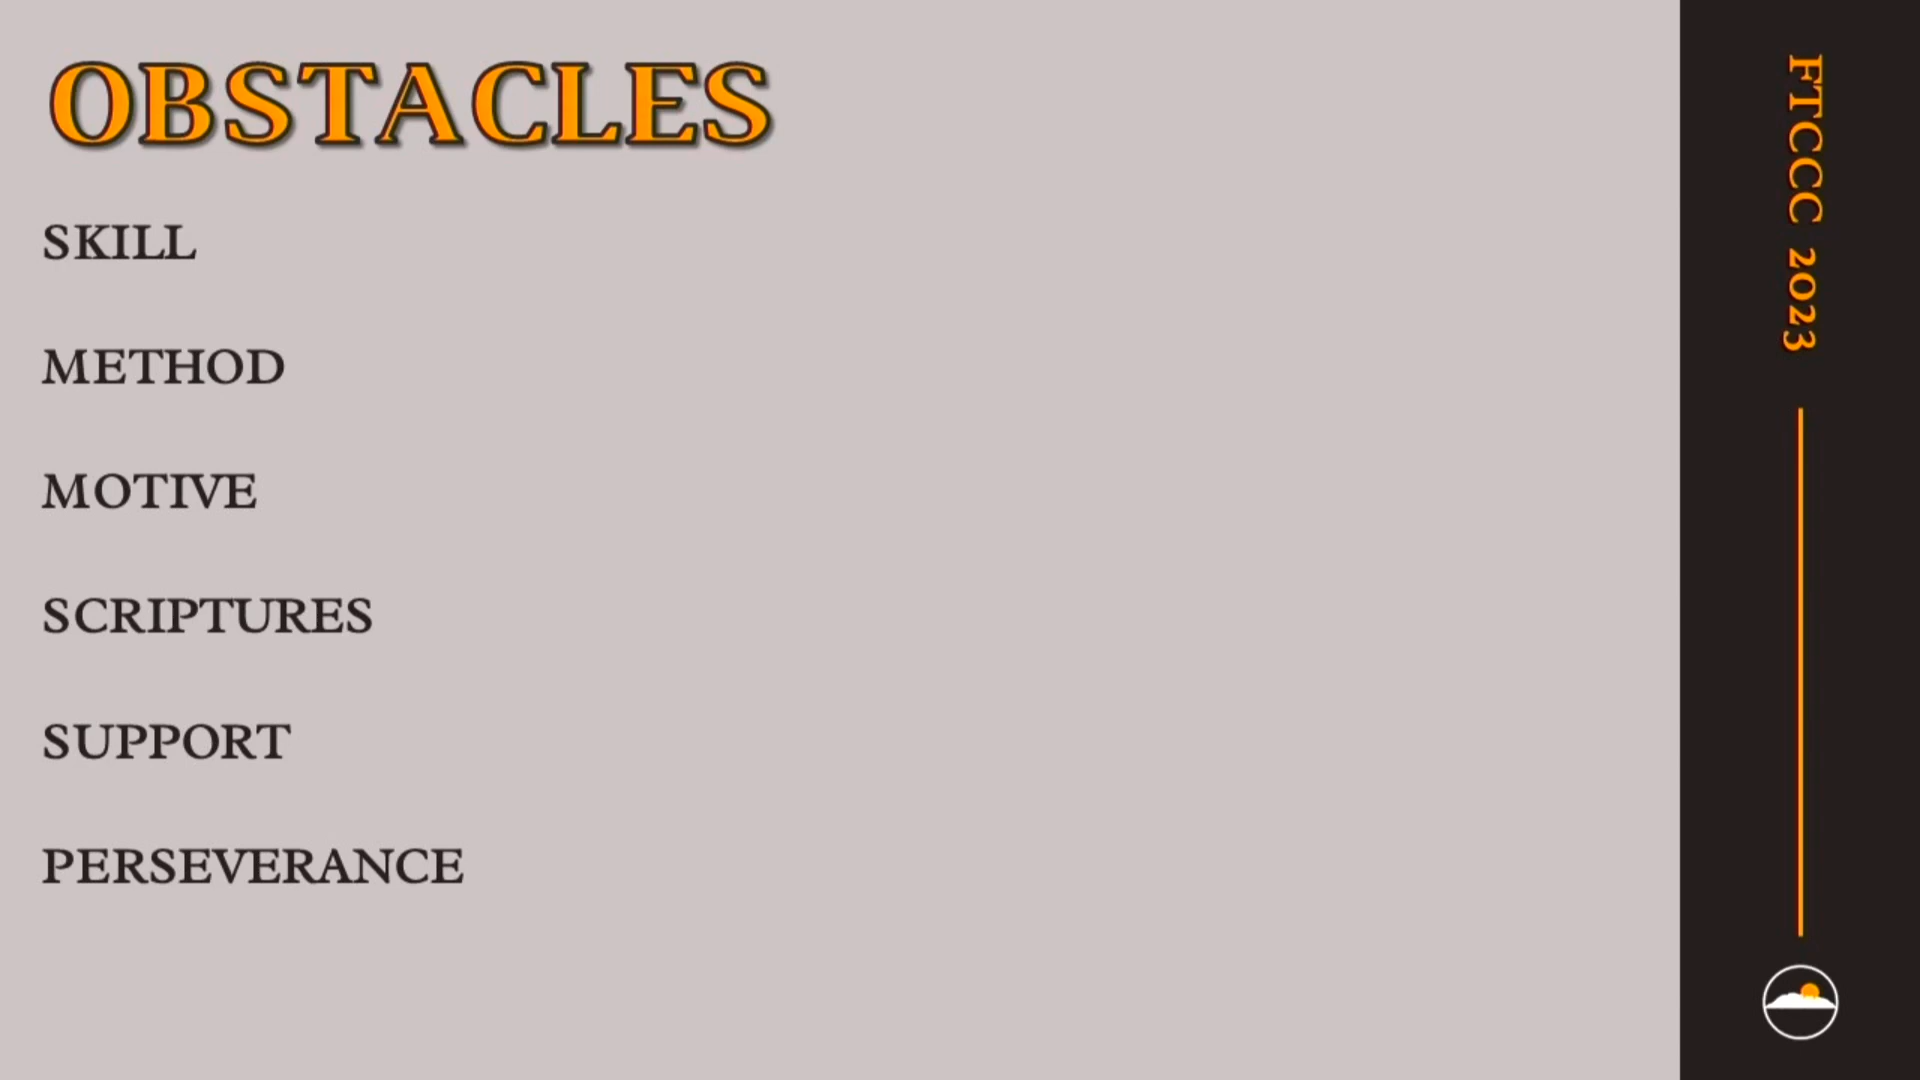 OBSTACLES
SKILL
METHOD
MOTIVE
SCRIPTURES
SUPPORT
PERSEVERANCE
FTCCC 2023